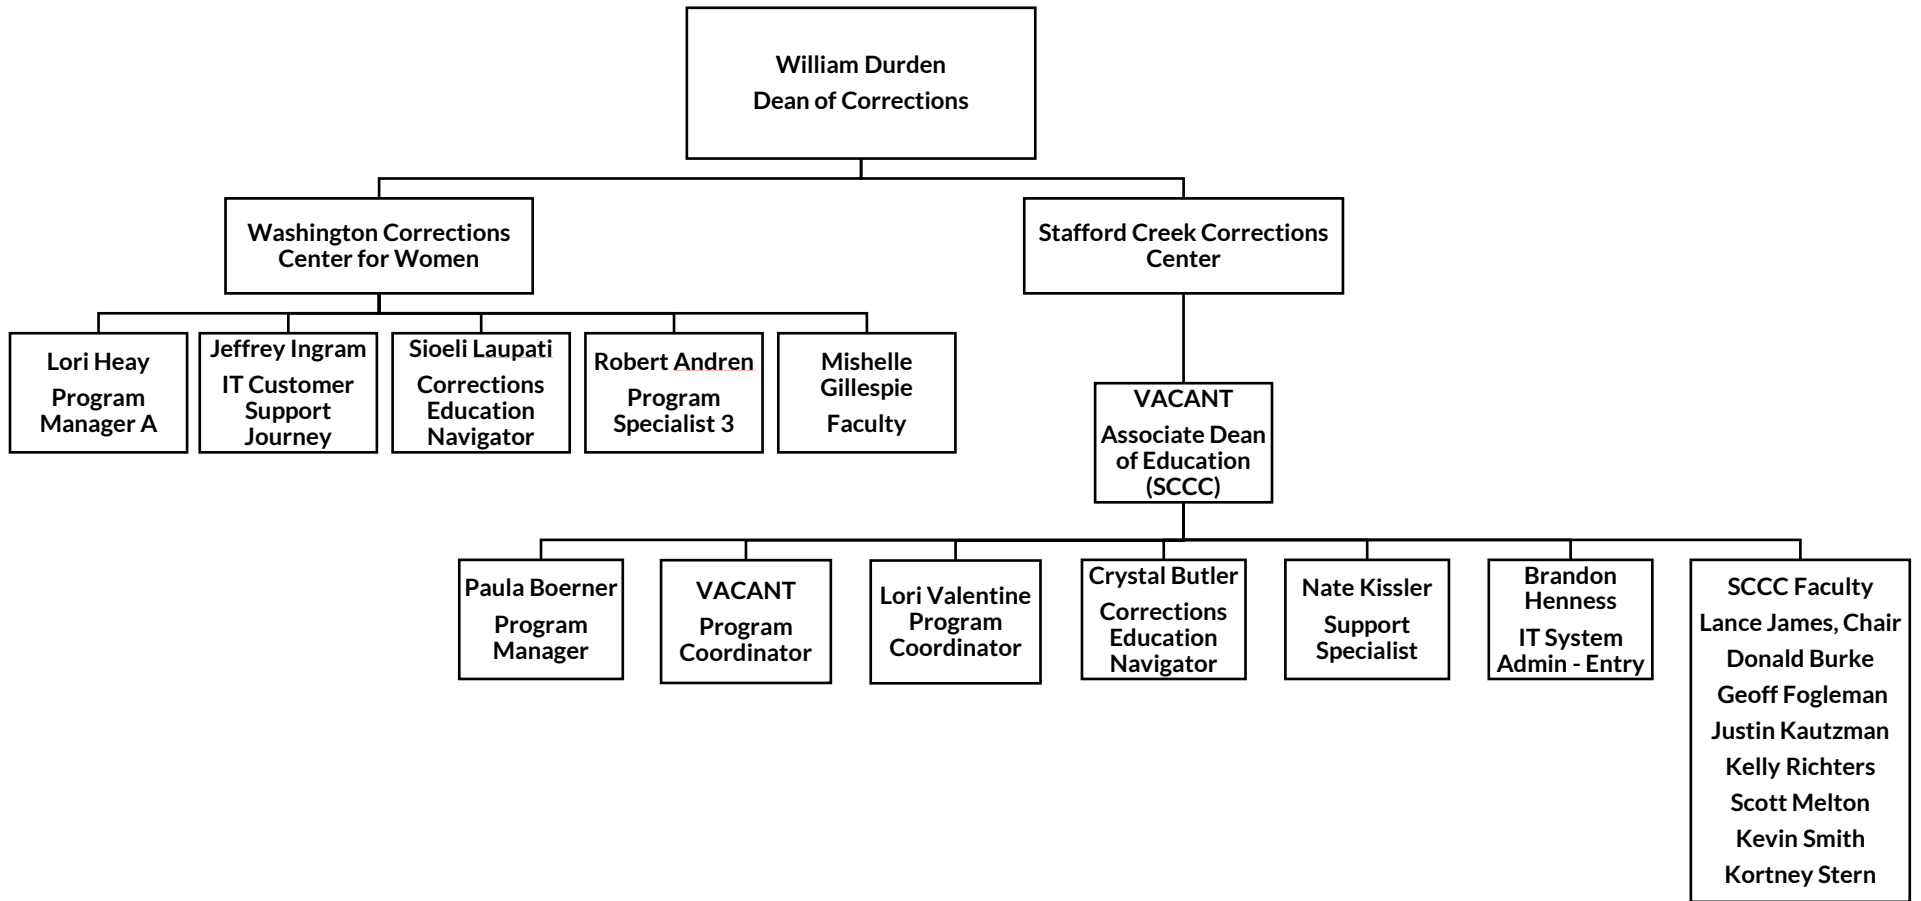 William Durden
Dean of Corrections
Washington Corrections
Center for Women
Stafford Creek Corrections
Center
Lori Heay
Program
Manager A
Jeffrey Ingram
IT Customer
Support
Journey
Sioeli Laupati
Corrections
Education
Navigator
Robert Andren
Program
Specialist 3
Mishelle
Gillespie
Faculty
VACANT
Associate Dean
of Education
(SCCC)
Paula Boerner
Program
Manager
VACANT
Program
Coordinator
Lori Valentine
Program
Coordinator
Crystal Butler
Corrections
Education
Navigator
Nate Kissler
Support
Specialist
Brandon
Henness
IT System
Admin - Entry
SCCC Faculty
Lance James, Chair
Donald Burke
Geoff Fogleman
Justin Kautzman
Kelly Richters
Scott Melton
Kevin Smith
Kortney Stern